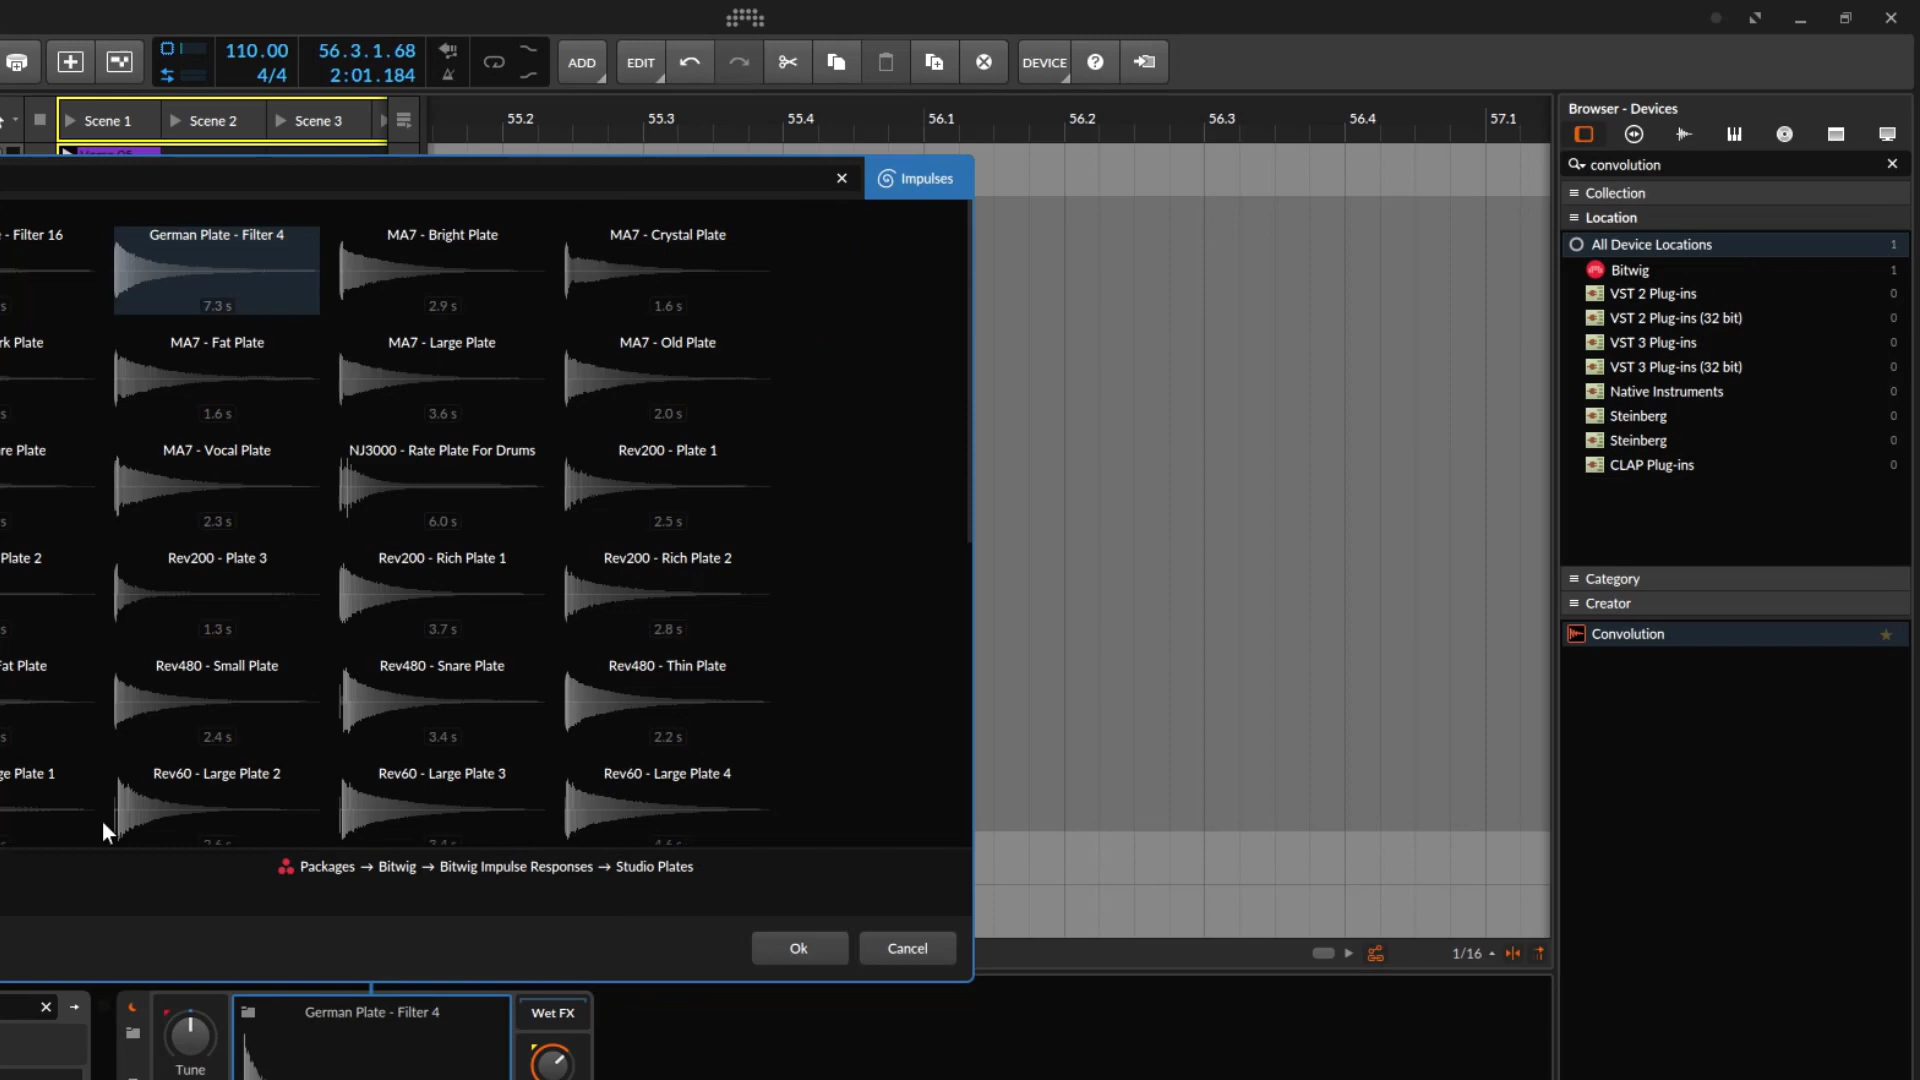 110.00
4/4
56.3.1.68
2:01.184
ADD
EDIT
DEVICE
Scene 1
Scene 2
Scene 3
55.2
55.3
55.4
56.1
56.2
56.3
56.4
57.1
Impulses
- Filter 16
German Plate - Filter 4
MA7 - Bright Plate
MA7 - Crystal Plate
s
7.3 s
2.9 s
1.6 s
rk Plate
MA7 - Fat Plate
MA7 - Large Plate
MA7 - Old Plate
s
1.6 s
3.6 s
2.0 s
re Plate
MA7 - Vocal Plate
NJ3000 - Rate Plate For Drums
Rev200 - Plate 1
s
2.3 s
6.0 s
2.5 s
Plate 2
Rev200 - Plate 3
Rev200 - Rich Plate 1
Rev200 - Rich Plate 2
s
1.3 s
3.7 s
2.8 s
at Plate
Rev480 - Small Plate
Rev480 - Snare Plate
Rev480 - Thin Plate
s
2.4 s
3.4 s
2.2 s
ge Plate 1
Rev60 - Large Plate 2
Rev60 - Large Plate 3
Rev60 - Large Plate 4
Packages → Bitwig → Bitwig Impulse Responses → Studio Plates
Ok
Cancel
1/16
German Plate - Filter 4
Wet FX
Tune
Browser - Devices
convolution
Collection
Location
All Device Locations 1
Bitwig 1
VST 2 Plug-ins 0
VST 2 Plug-ins (32 bit) 0
VST 3 Plug-ins 0
VST 3 Plug-ins (32 bit) 0
Native Instruments 0
Steinberg 0
Steinberg 0
CLAP Plug-ins 0
Category
Creator
Convolution